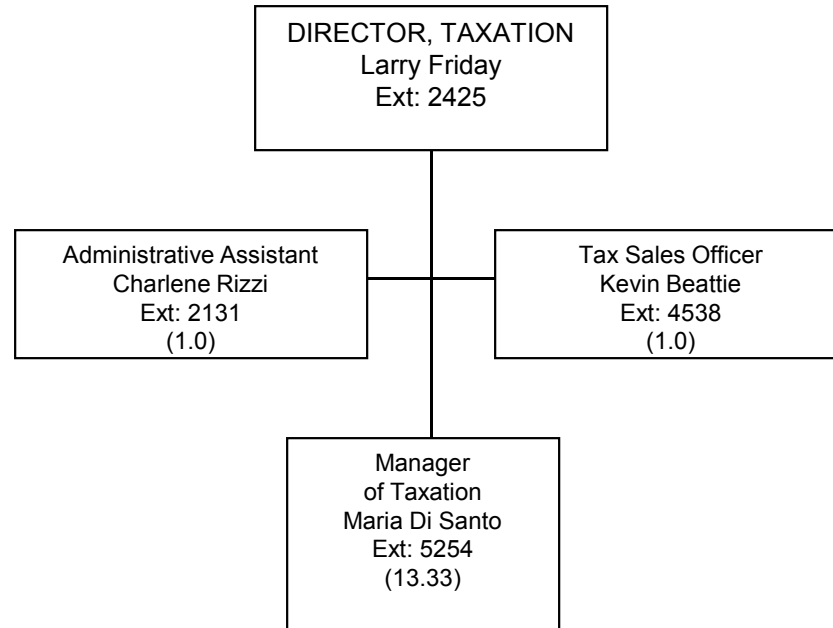 DIRECTOR, TAXATION
Larry Friday
Ext: 2425
Administrative Assistant
Charlene Rizzi
Ext: 2131
(1.0)
Tax Sales Officer
Kevin Beattie
Ext: 4538
(1.0)
Manager
of Taxation
Maria Di Santo
Ext: 5254
(13.33)